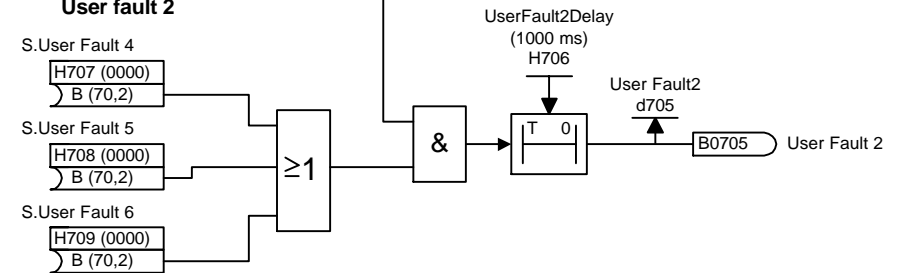 User fault 2
S.User Fault 4
H707 (0000)
B (70,2)
S.User Fault 5
H708 (0000)
B (70,2)
S.User Fault 6
H709 (0000)
B (70,2)
≥1
&
UserFault2Delay
(1000 ms)
H706
T 0
User Fault2
d705
B0705
User Fault 2